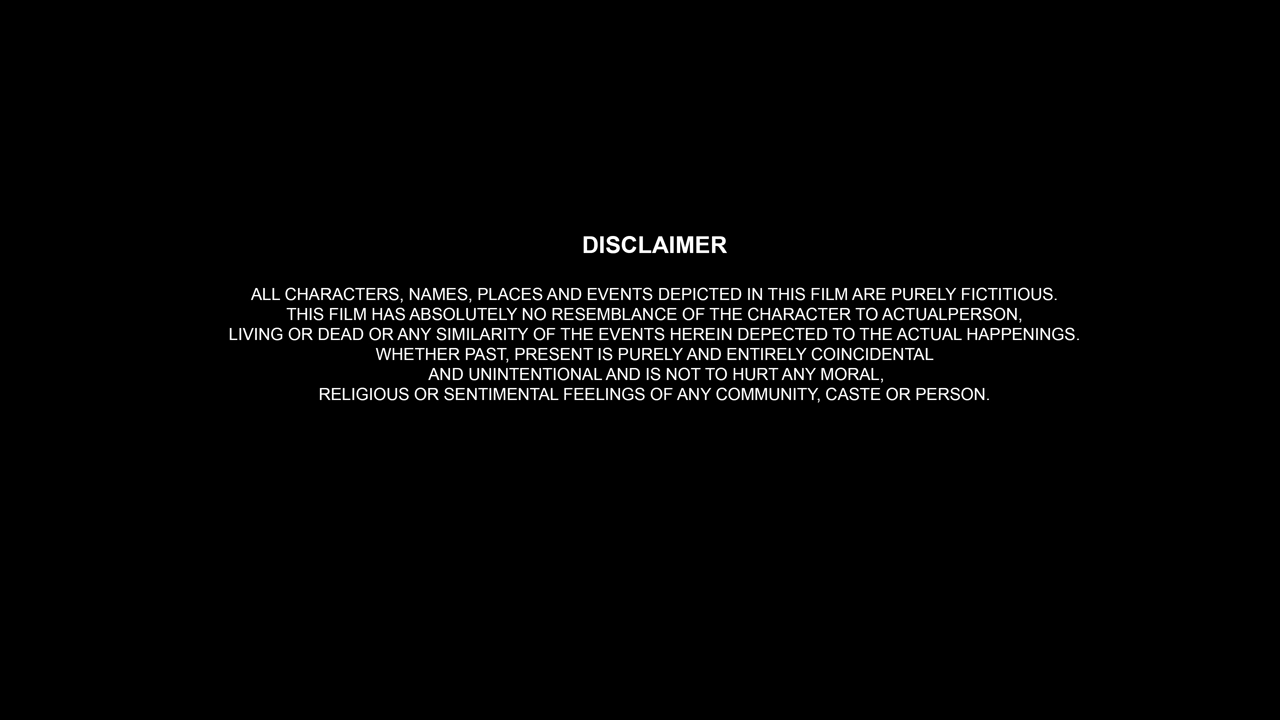 DISCLAIMER
ALL CHARACTERS, NAMES, PLACES AND EVENTS DEPICTED IN THIS FILM ARE PURELY FICTITIOUS.
THIS FILM HAS ABSOLUTELY NO RESEMBLANCE OF THE CHARACTER TO ACTUALPERSON,
LIVING OR DEAD OR ANY SIMILARITY OF THE EVENTS HEREIN DEPECTED TO THE ACTUAL HAPPENINGS.
WHETHER PAST, PRESENT IS PURELY AND ENTIRELY COINCIDENTAL
AND UNINTENTIONAL AND IS NOT TO HURT ANY MORAL,
RELIGIOUS OR SENTIMENTAL FEELINGS OF ANY COMMUNITY, CASTE OR PERSON.